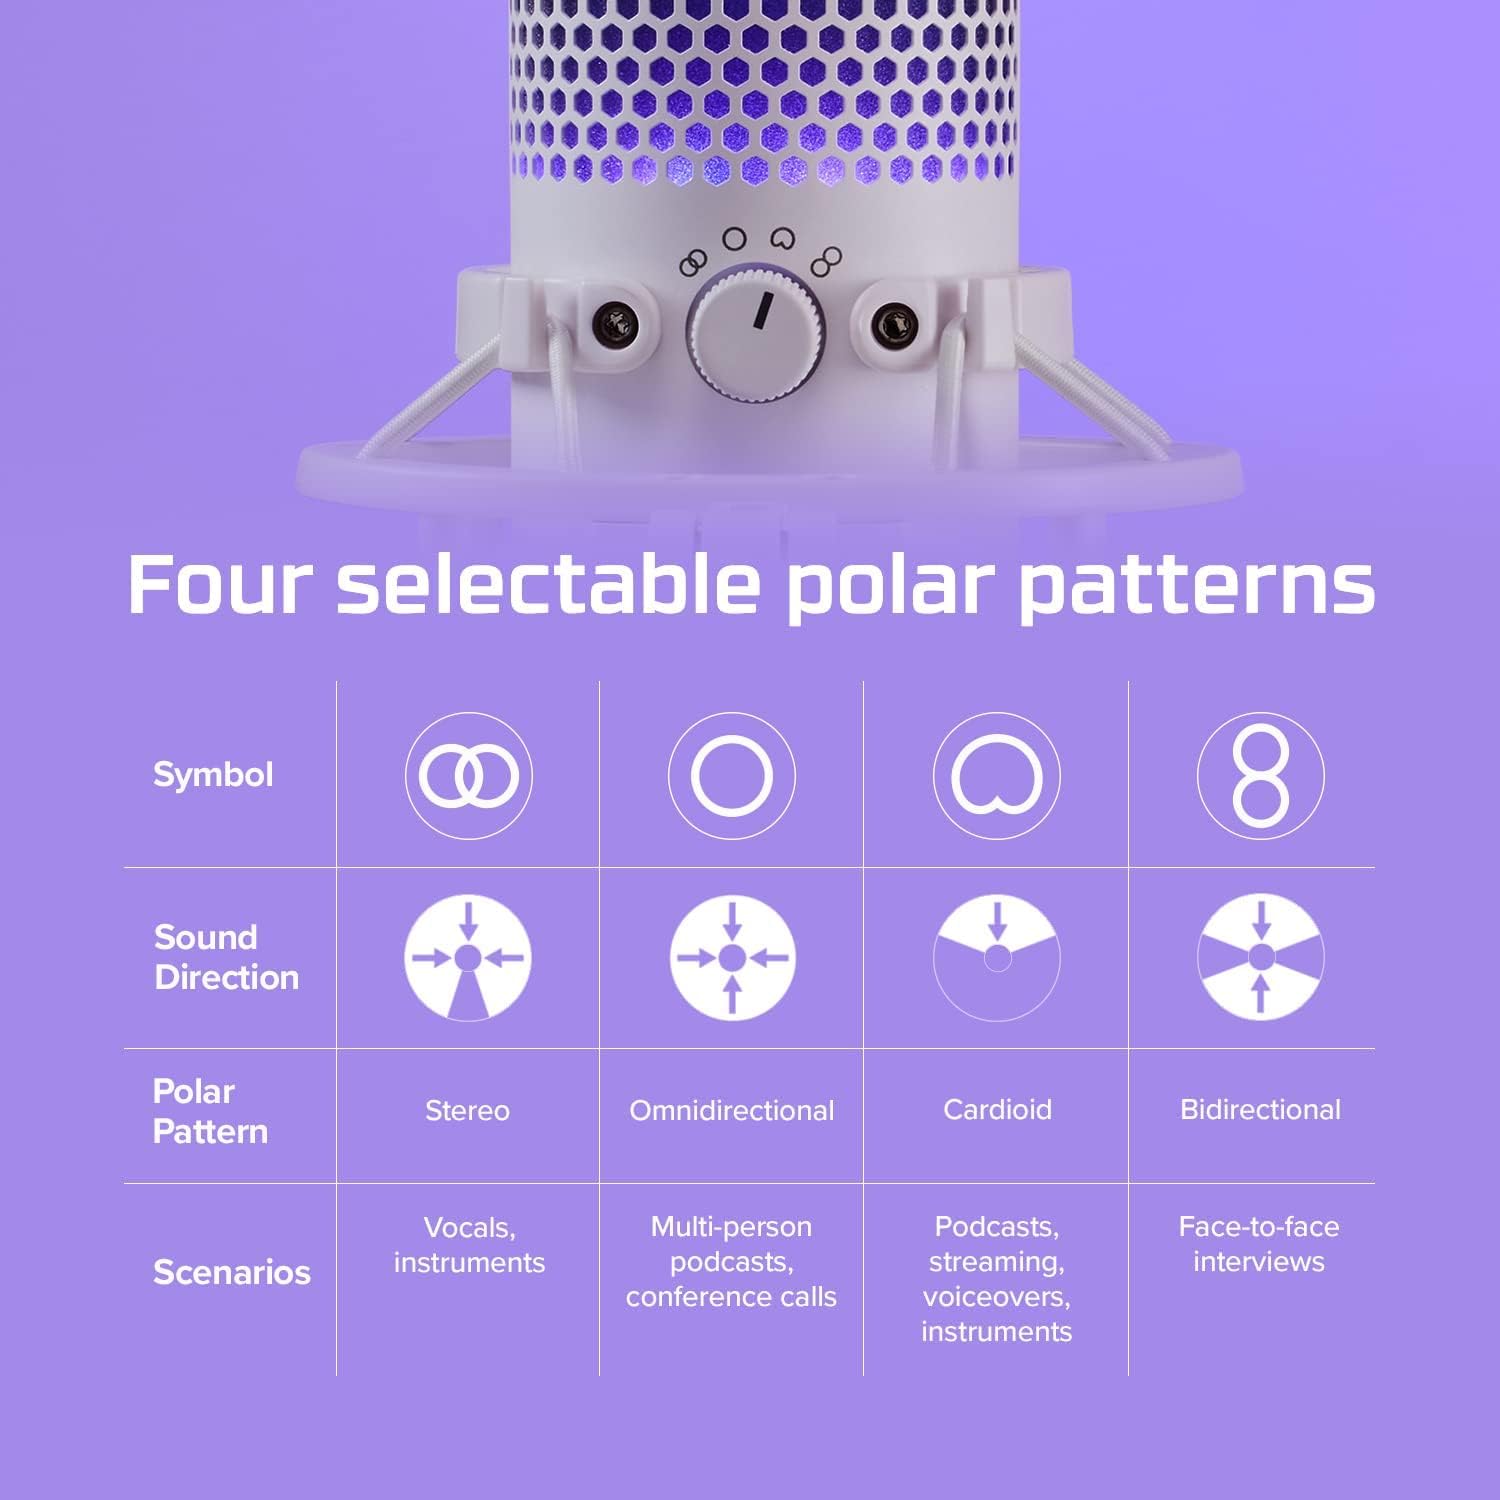 Four selectable polar patterns
Symbol
Sound
Direction
Polar
Pattern
Stereo
Omnidirectional
Cardioid
Bidirectional
Scenarios
Vocals,
instruments
Multi-person
podcasts,
conference calls
Podcasts,
streaming,
voiceovers,
instruments
Face-to-face
interviews